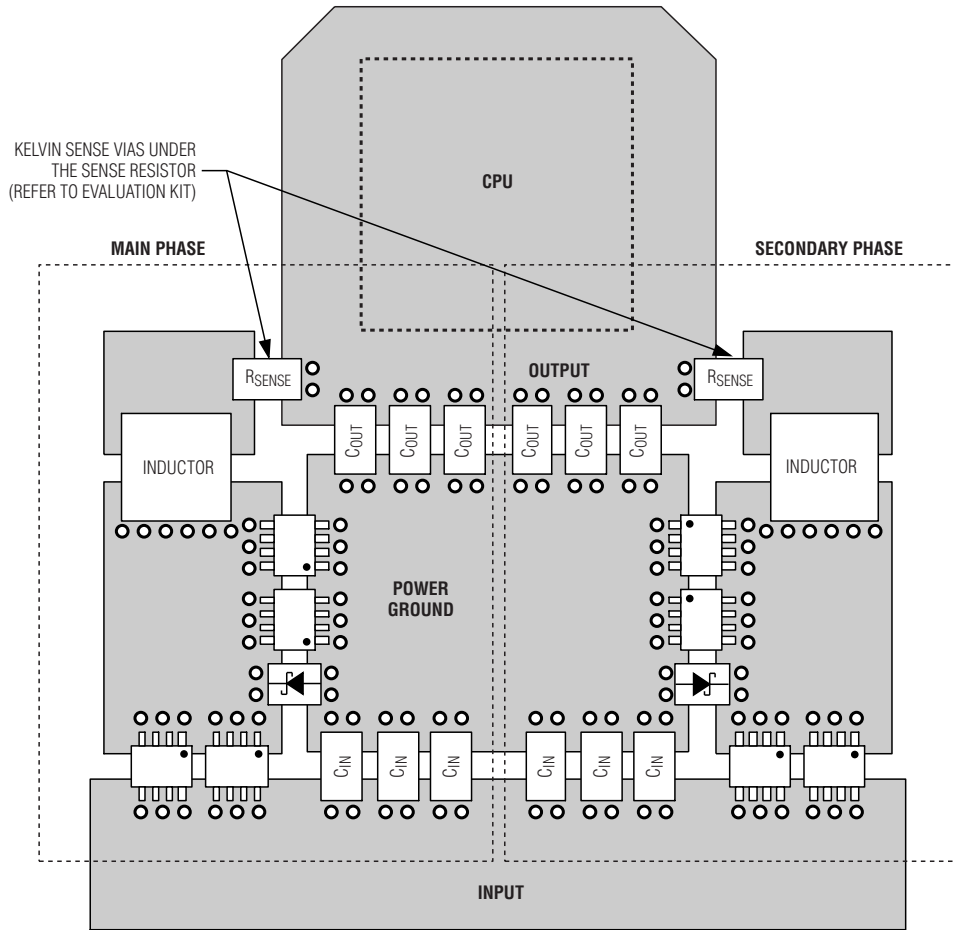 CPU
KELVIN SENSE VIAS UNDER
THE SENSE RESISTOR
(REFER TO EVALUATION KIT)
MAIN PHASE
SECONDARY PHASE
OUTPUT
RSENSE
RSENSE
COUT
COUT
COUT
COUT
COUT
COUT
INDUCTOR
INDUCTOR
POWER
GROUND
CIN
CIN
CIN
CIN
CIN
CIN
INPUT